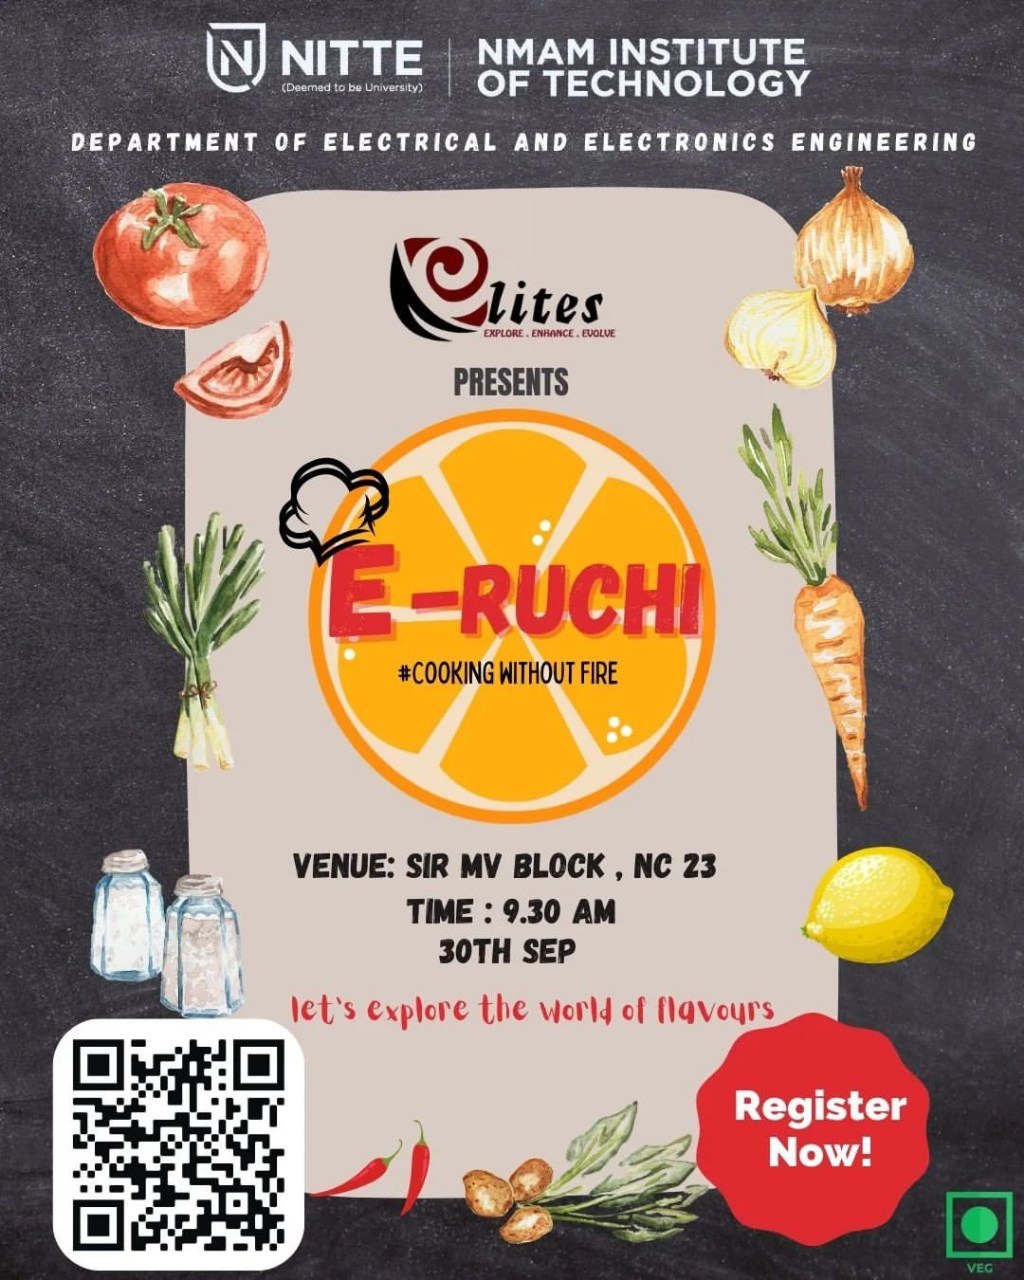 NITTE
(Deemed to be University)
NMAM INSTITUTE
OF TECHNOLOGY
DEPARTMENT OF ELECTRICAL AND ELECTRONICS ENGINEERING
elites
EXPLORE . ENHANCE . EVOLVE
PRESENTS
E-RUCHI
#COOKING WITHOUT FIRE
VENUE: SIR MV BLOCK , NC 23
TIME : 9.30 AM
30TH SEP
let's explore the world of flavours
Register
Now!
VEG